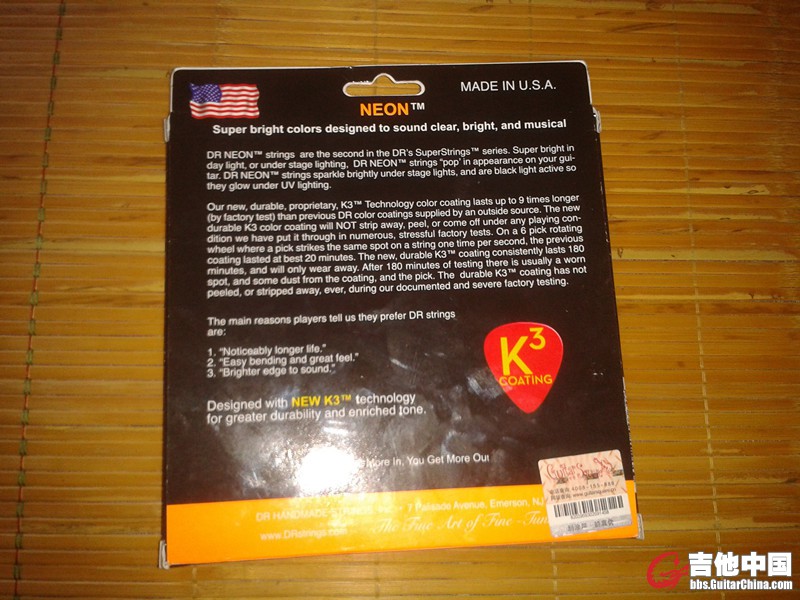 MADE IN U.S.A.
NEON™
Super bright colors designed to sound clear, bright, and musical
DR NEON™ strings are the second in the DR's SuperStrings™ series. Super bright in
day light, or under stage lighting, DR NEON™ strings "pop' in appearance on your gui-
tar. DR NEON™ strings sparkle brightly under stage lights, and are black light active so
they glow under UV lighting.
Our new, durable, proprietary, K3™ Technology color coating lasts up to 9 times longer
(by factory test) than previous DR color coatings supplied by an outside source. The new
durable K3 color coating will NOT strip away, peel, or come off under any playing con-
dition we have put it through in numerous, stressful factory tests. On a 6 pick rotating
wheel where a pick strikes the same spot on a string one time per second, the previous
coating lasted at best 20 minutes. The new, durable K3™ coating consistently lasts 180
minutes, and will only wear away. After 180 minutes of testing there is usually a worn
spot, and some dust from the coating, and the pick. The durable K3™ coating has not
peeled, or stripped away, ever, during our documented and severe factory testing.
The main reasons players tell us they prefer DR strings
are:
1. "Noticeably longer life."
2. "Easy bending and great feel."
3. "Brighter edge to sound."
K3
COATING
Designed with NEW K3™ technology
for greater durability and enriched tone.
More In, You Get More Out
DR HANDMADE STRINGS, 7 Palisade Avenue, Emerson, NJ
www.DRstrings.com
The Fine Art of Fine-Tun
吉他中国
bbs.GuitarChina.com